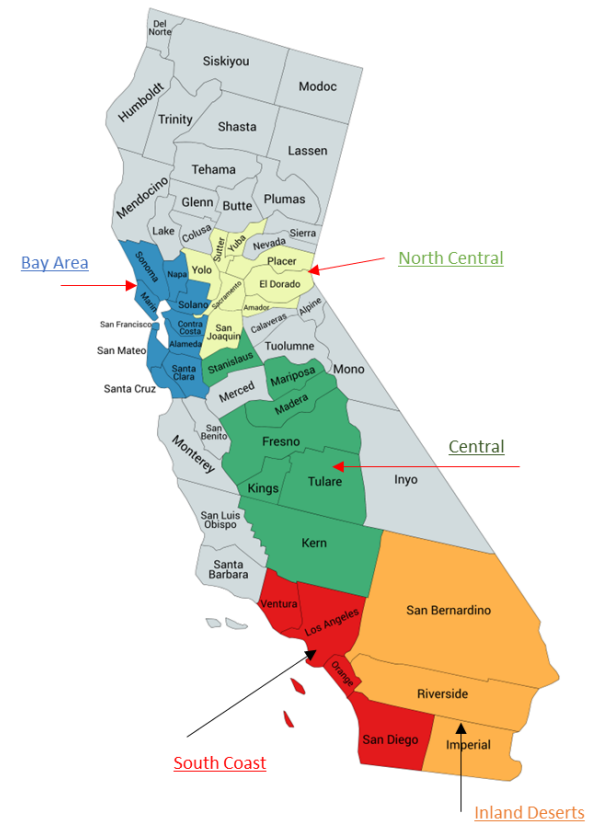 Del
Norte
Siskiyou
Modoc
Humboldt
Trinity
Shasta
Lassen
Tehama
Mendocino
Glenn
Butte
Plumas
Lake
Colusa
Sutter
Yuba
Nevada
Sierra
Placer
North Central
Bay Area
Sonoma
Napa
Yolo
El Dorado
Sacramento
Marin
Solano
Amador
Alpine
San Francisco
Contra
Costa
San
Joaquin
Calaveras
Alameda
San Mateo
Tuolumne
Stanislaus
Mono
Santa
Clara
Mariposa
Santa Cruz
Merced
Madera
San
Benito
Fresno
Monterey
Central
Inyo
Kings
Tulare
San Luis
Obispo
Kern
Santa
Barbara
Ventura
Los Angeles
San Bernardino
Orange
Riverside
San Diego
Imperial
South Coast
Inland Deserts